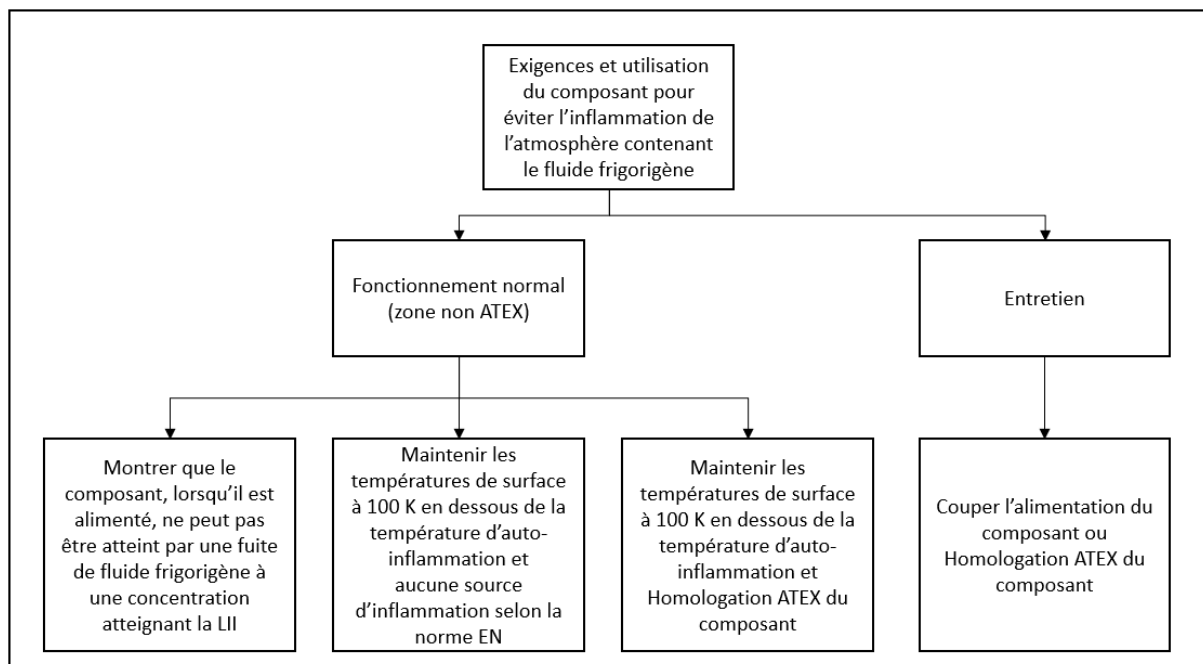 Exigences et utilisation
du composant pour
éviter l’inflammation de
l’atmosphère contenant
le fluide frigorigène
Fonctionnement normal
(zone non ATEX)
Entretien
Montrer que le
composant, lorsqu’il est
alimenté, ne peut pas
être atteint par une fuite
de fluide frigorigène à
une concentration
atteignant la LII
Maintenir les
températures de surface
à 100 K en dessous de la
température d’auto-
inflammation et
aucune source
d’inflammation selon la
norme EN
Maintenir les
températures de surface
à 100 K en dessous de la
température d’auto-
inflammation et
Homologation ATEX du
composant
Couper l’alimentation du
composant ou
Homologation ATEX du
composant